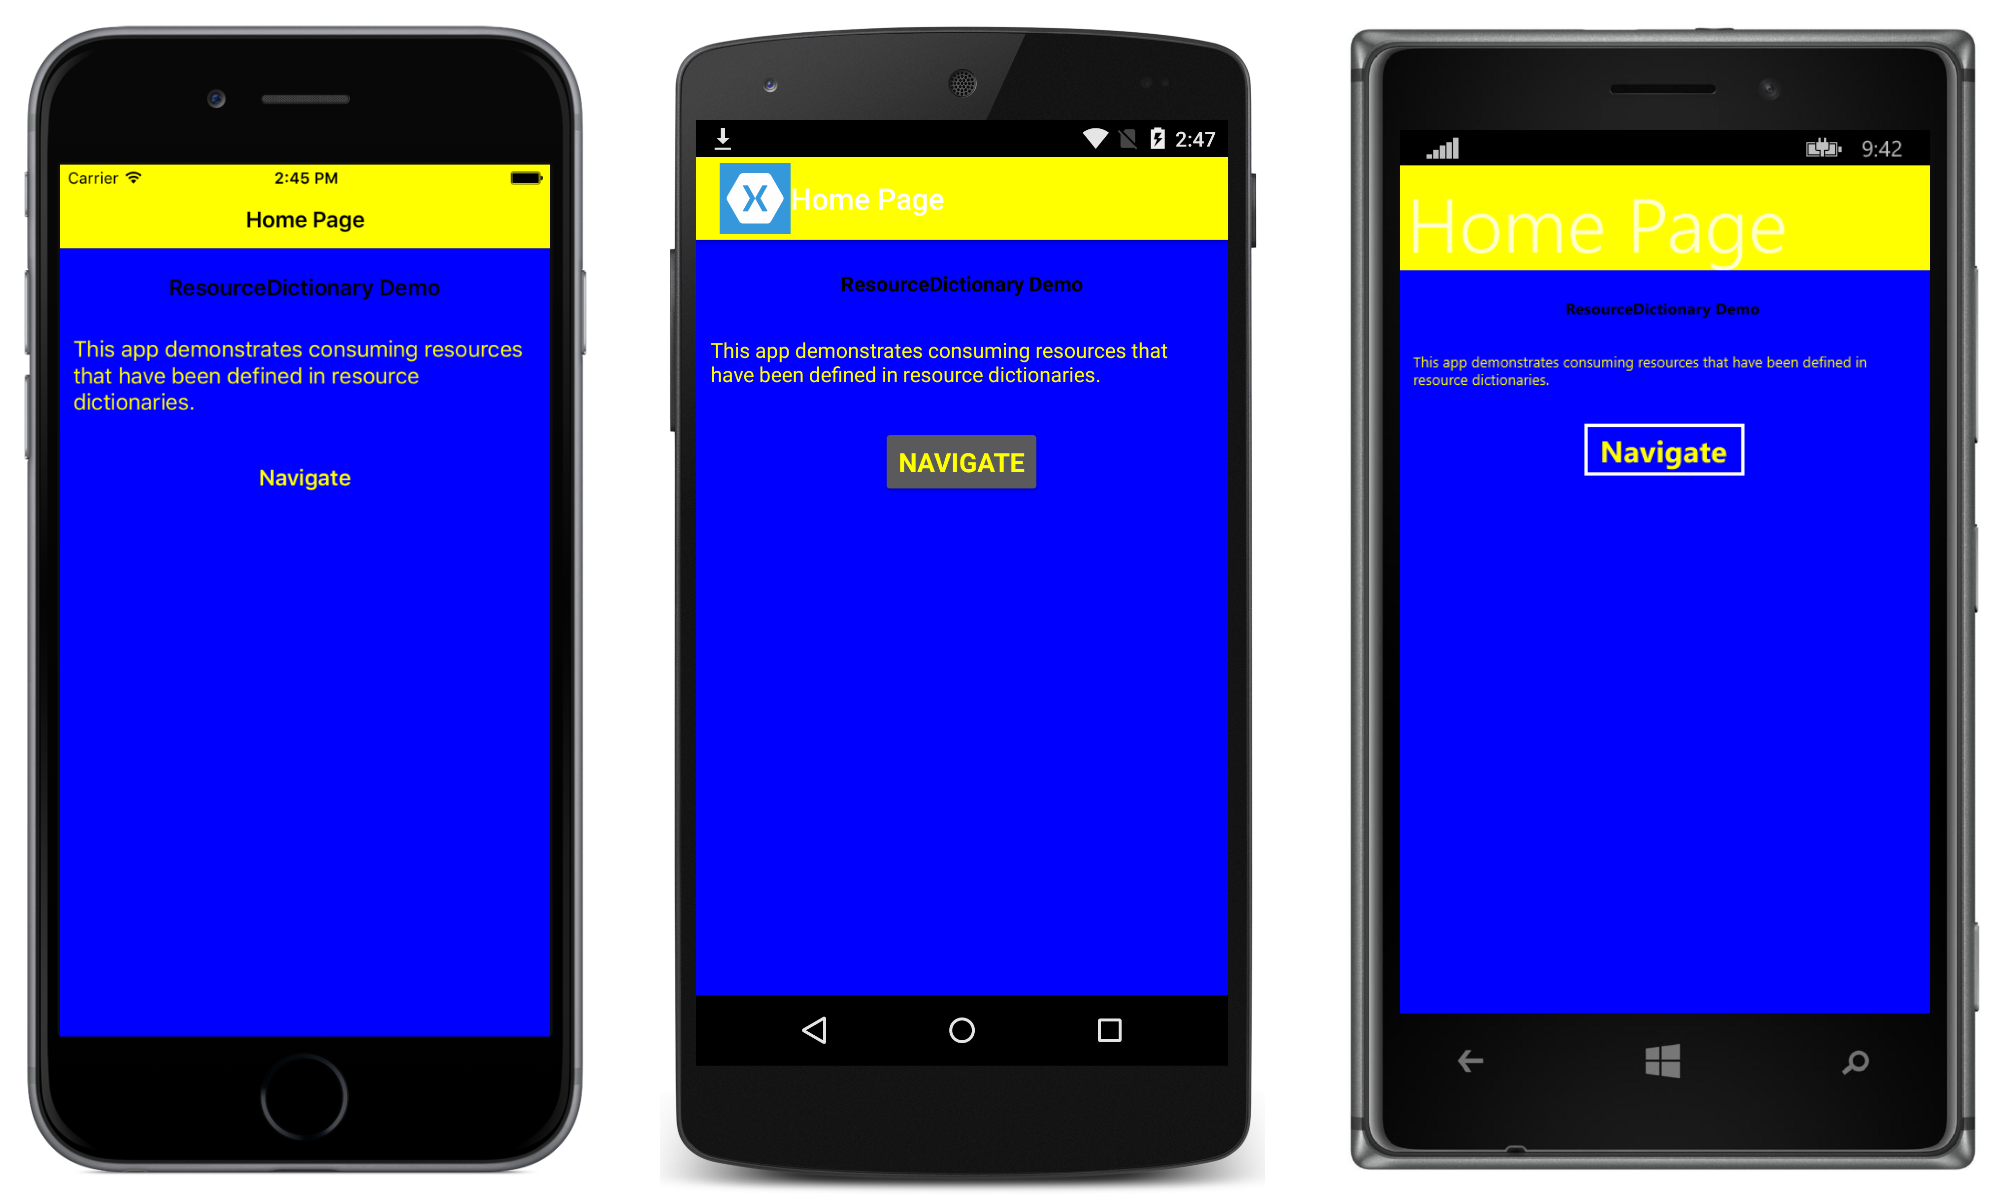 Carrier
2:45 PM
Home Page
ResourceDictionary Demo
This app demonstrates consuming resources
that have been defined in resource
dictionaries.
Navigate
2:47
Home Page
ResourceDictionary Demo
This app demonstrates consuming resources that
have been defined in resource dictionaries.
NAVIGATE
9:42
Home Page
ResourceDictionary Demo
This app demonstrates consuming resources that have been defined in
resource dictionaries.
Navigate